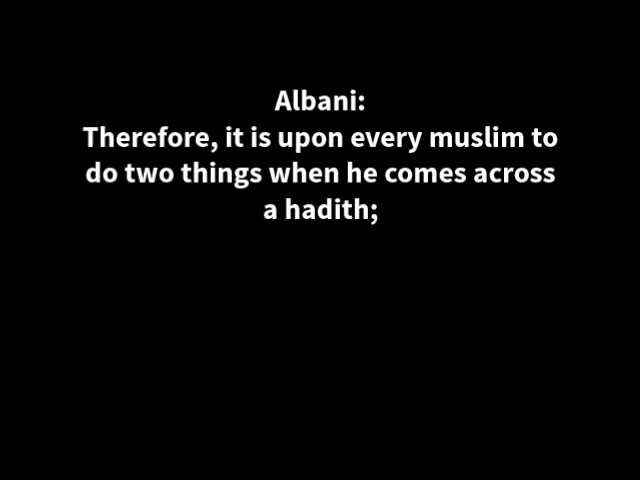 Albani:
Therefore, it is upon every muslim to
do two things when he comes across
a hadith;